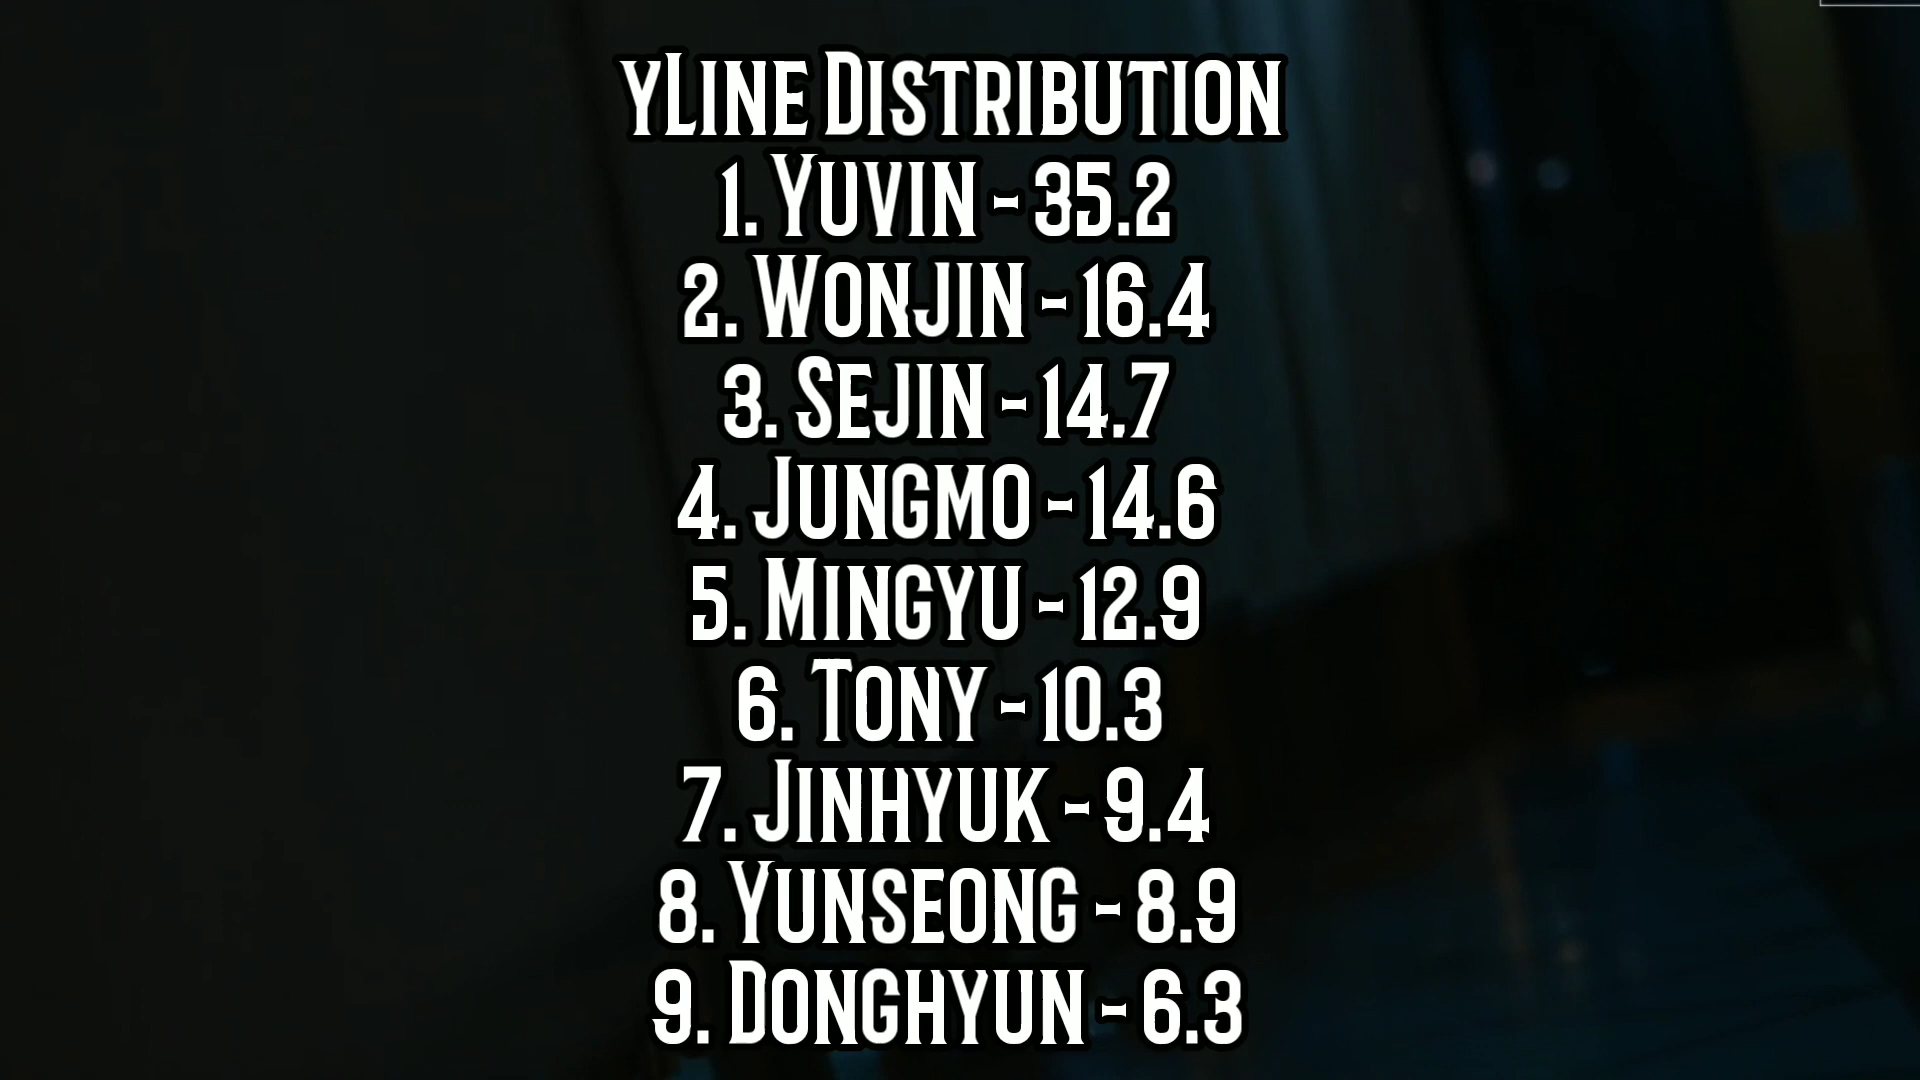 yLine Distribution
1. Yuvin - 35.2
2. Wonjin - 16.4
3. Sejin - 14.7
4. Jungmo - 14.6
5. Mingyu - 12.9
6. Tony - 10.3
7. Jinhyuk - 9.4
8. Yunseong - 8.9
9. Donghyun - 6.3